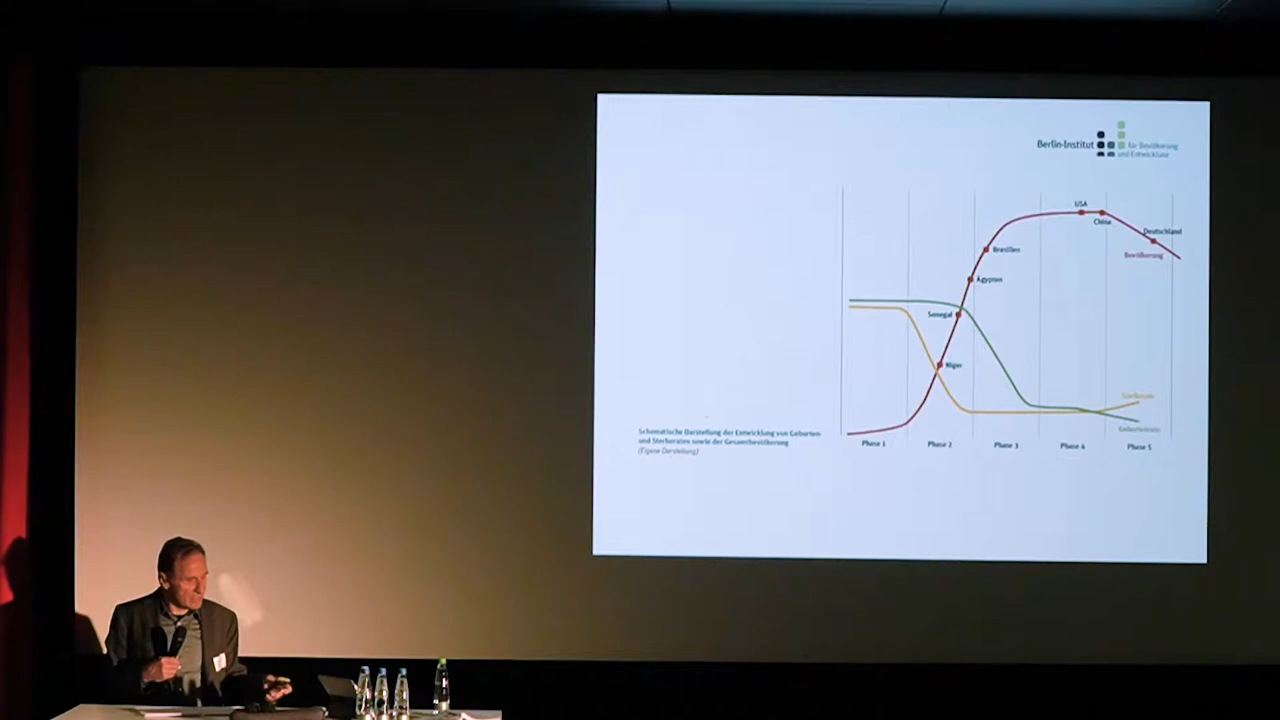 Berlin-Institut für Bevölkerung
und Entwicklung
USA
China
Deutschland
Bevölkerung
Brasilien
Ägypten
Senegal
Niger
Sterberate
Geburtenrate
Schematische Darstellung der Entwicklung von Geburten-
und Sterberaten sowie der Gesamtbevölkerung
(Eigene Darstellung)
Phase 1
Phase 2
Phase 3
Phase 4
Phase 5